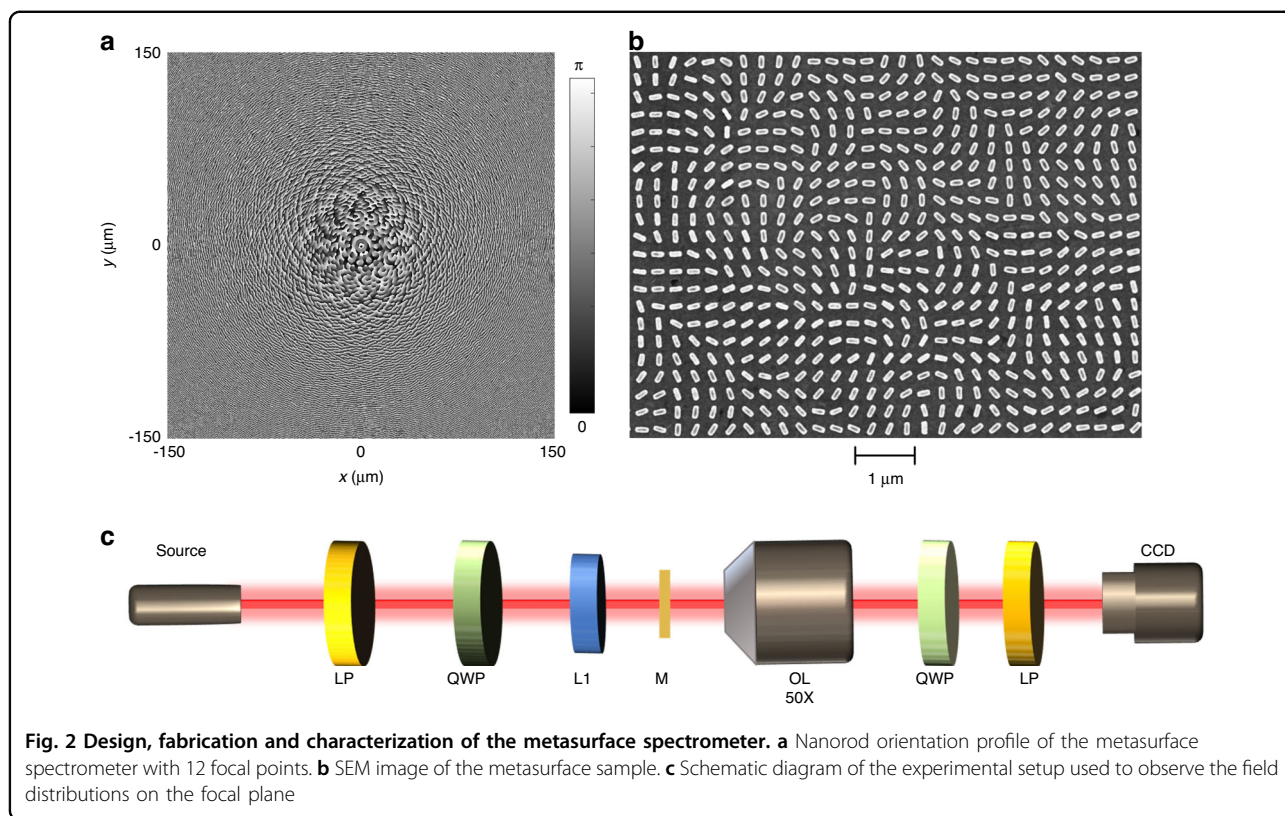 a
150
0
-150
y (μm)
-150
0
150
x (μm)
π
0
b
1 μm
c
Source
LP
QWP
L1
M
OL
50X
QWP
LP
CCD
Fig. 2 Design, fabrication and characterization of the metasurface spectrometer. a Nanorod orientation profile of the metasurface
spectrometer with 12 focal points. b SEM image of the metasurface sample. c Schematic diagram of the experimental setup used to observe the field
distributions on the focal plane